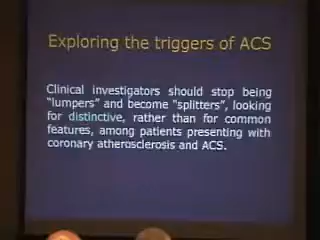 Exploring the triggers of ACS
Clinical investigators should stop being
"lumpers" and become "splitters", looking
for distinctive, rather than for common
features, among patients presenting with
coronary atherosclerosis and ACS.